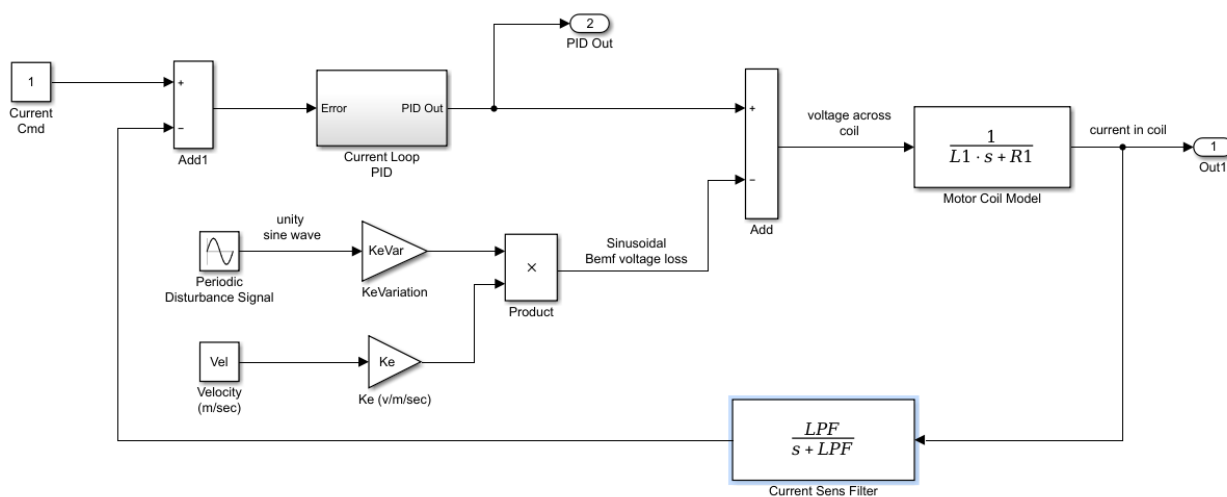 2
PID Out
1
Current
Cmd
+
−
Add1
Error
PID Out
Current Loop
PID
+
−
Add
voltage across
coil
1
L1 · s + R1
Motor Coil Model
current in coil
1
Out1
unity
sine wave
Periodic
Disturbance Signal
KeVar
KeVariation
×
Product
Sinusoidal
Bemf voltage loss
Vel
Velocity
(m/sec)
Ke
Ke (v/m/sec)
LPF
s + LPF
Current Sens Filter